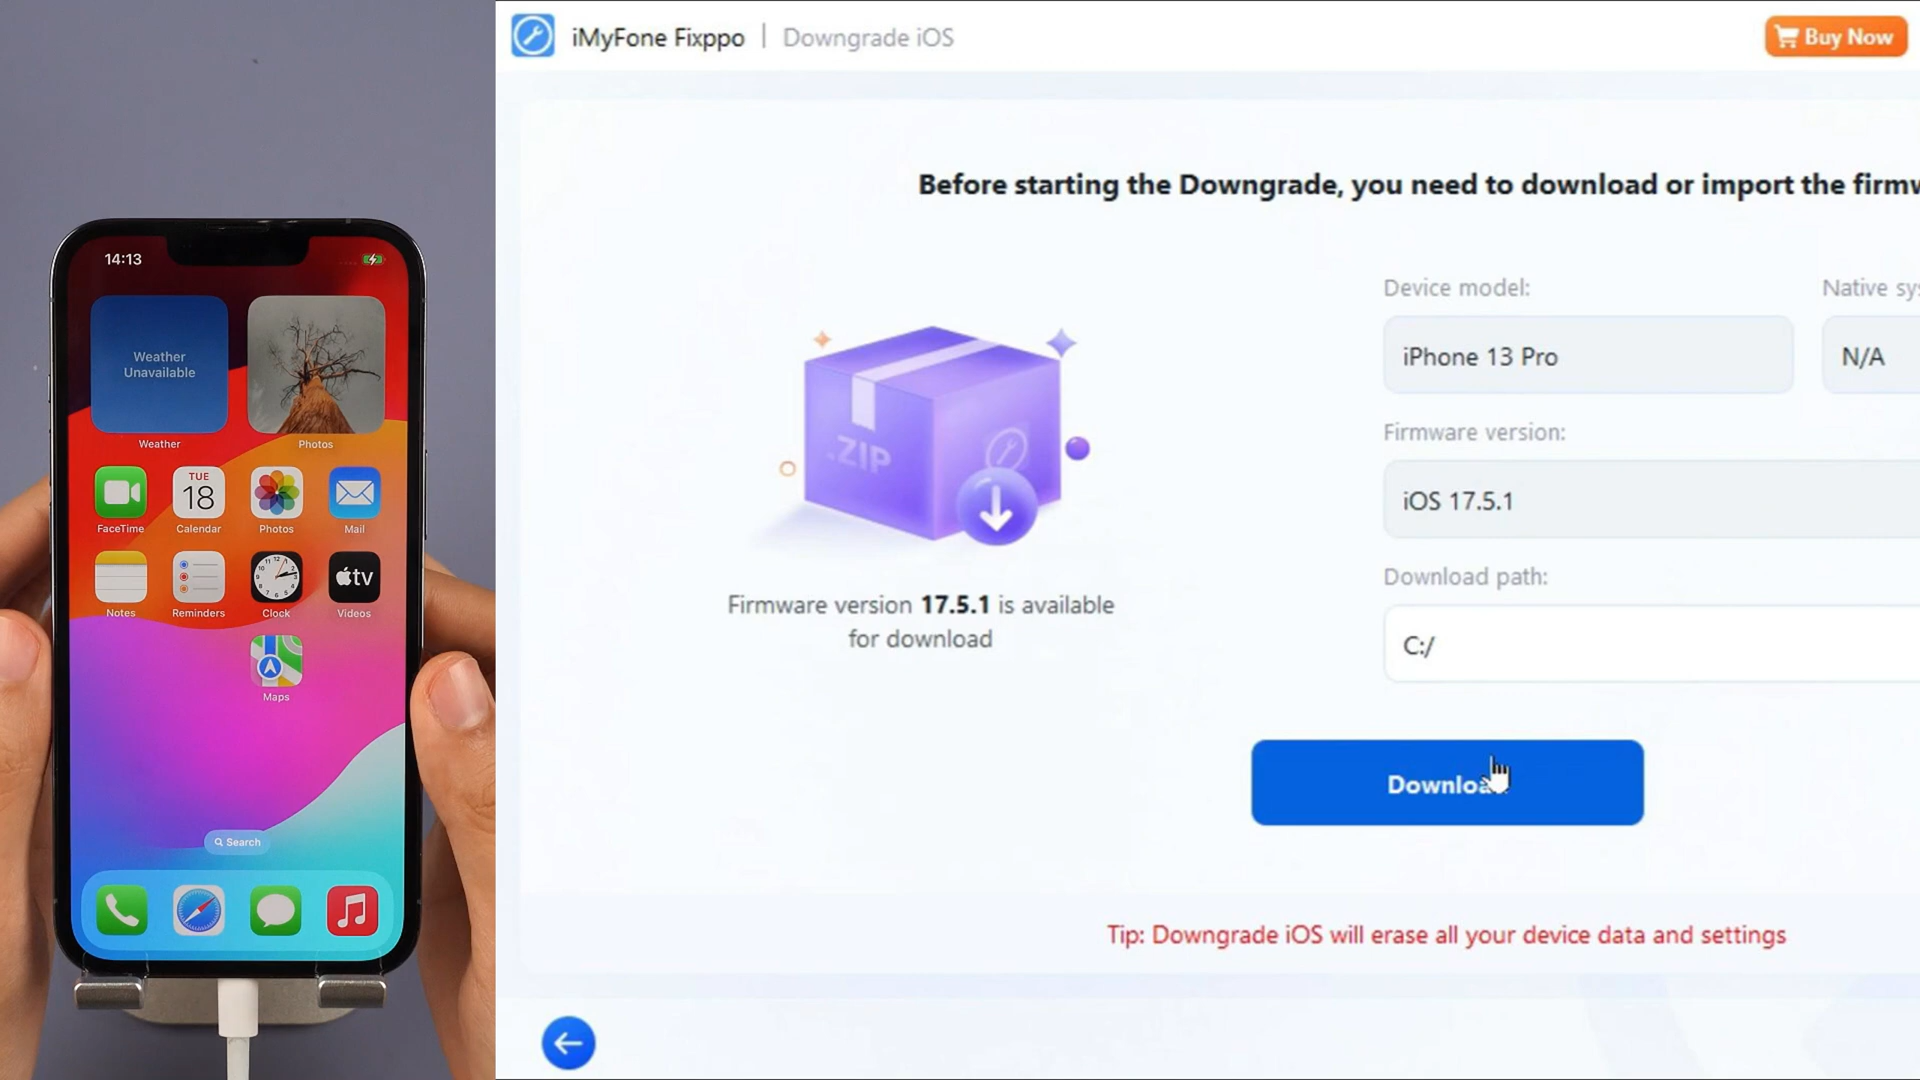 iMyFone Fixppo | Downgrade iOS
Buy Now
Before starting the Downgrade, you need to download or import the firmw
Device model:
Native sys
iPhone 13 Pro
N/A
Firmware version:
iOS 17.5.1
.ZIP
Firmware version 17.5.1 is available
for download
Download path:
C:/
Download
Tip: Downgrade iOS will erase all your device data and settings
14:13
Weather
Unavailable
Weather
Photos
TUE
18
FaceTime
Calendar
Photos
Mail
tv
Notes
Reminders
Clock
Videos
Maps
Search